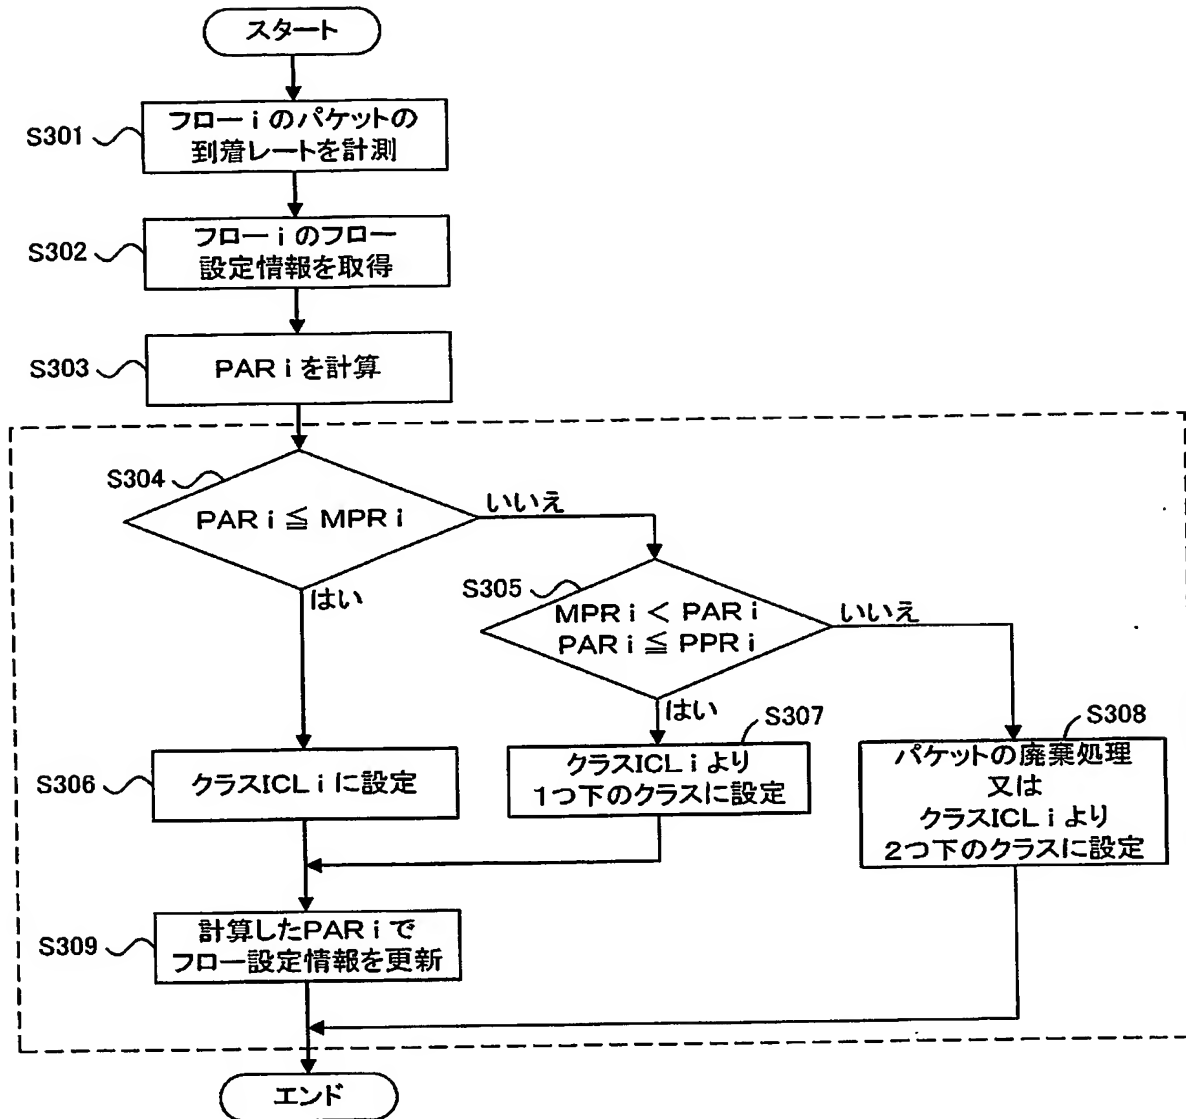 スタート
S301
フローiのパケットの
到着レートを計測
S302
フローiのフロー
設定情報を取得
S303
PARiを計算
S304
PARi≦MPRi
いいえ
はい
S305
MPRi<PARi
PARi≦PPRi
いいえ
はい
S306
クラスICLiに設定
S307
クラスICLiより
1つ下のクラスに設定
S308
パケットの廃棄処理
又は
クラスICLiより
2つ下のクラスに設定
S309
計算したPARiで
フロー設定情報を更新
エンド